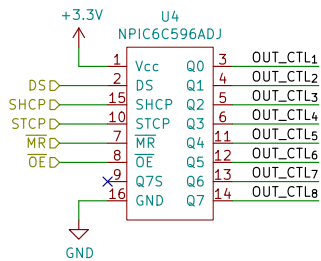 +3.3V
U4
NPIC6C596ADJ
1 Vcc Q0 3 OUT_CTL1
DS 2 DS Q1 4 OUT_CTL2
SHCP 15 SHCP Q2 5 OUT_CTL3
STCP 10 STCP Q3 6 OUT_CTL4
MR 7 MR Q4 11 OUT_CTL5
OE 8 OE Q5 12 OUT_CTL6
9 Q7S Q6 13 OUT_CTL7
16 GND Q7 14 OUT_CTL8
GND